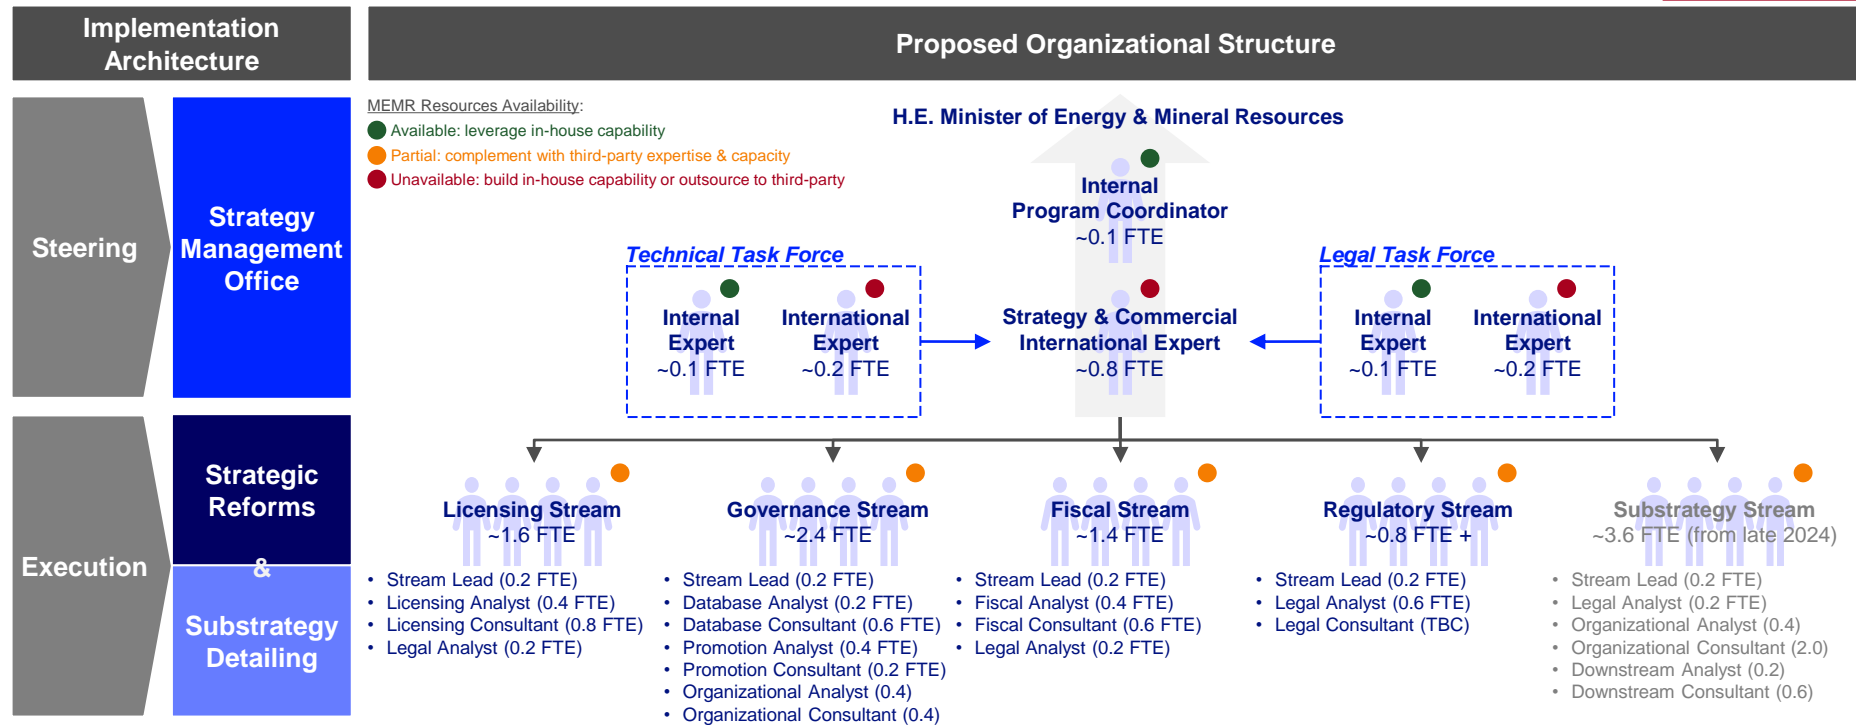 Implementation
Architecture
Proposed Organizational Structure
Steering
Strategy
Management
Office
MEMR Resources Availability:
Available: leverage in-house capability
Partial: complement with third-party expertise & capacity
Unavailable: build in-house capability or outsource to third-party
H.E. Minister of Energy & Mineral Resources
Internal
Program Coordinator
~0.1 FTE
Technical Task Force
Internal
Expert
~0.1 FTE
International
Expert
~0.2 FTE
Strategy & Commercial
International Expert
~0.8 FTE
Legal Task Force
Internal
Expert
~0.1 FTE
International
Expert
~0.2 FTE
Execution
Strategic
Reforms
&
Substrategy
Detailing
Licensing Stream
~1.6 FTE
• Stream Lead (0.2 FTE)
• Licensing Analyst (0.4 FTE)
• Licensing Consultant (0.8 FTE)
• Legal Analyst (0.2 FTE)
Governance Stream
~2.4 FTE
• Stream Lead (0.2 FTE)
• Database Analyst (0.2 FTE)
• Database Consultant (0.6 FTE)
• Promotion Analyst (0.4 FTE)
• Promotion Consultant (0.2 FTE)
• Organizational Analyst (0.4)
• Organizational Consultant (0.4)
Fiscal Stream
~1.4 FTE
• Stream Lead (0.2 FTE)
• Fiscal Analyst (0.4 FTE)
• Fiscal Consultant (0.6 FTE)
• Legal Analyst (0.2 FTE)
Regulatory Stream
~0.8 FTE +
• Stream Lead (0.2 FTE)
• Legal Analyst (0.6 FTE)
• Legal Consultant (TBC)
Substrategy Stream
~3.6 FTE (from late 2024)
• Stream Lead (0.2 FTE)
• Legal Analyst (0.2 FTE)
• Organizational Analyst (0.4)
• Organizational Consultant (2.0)
• Downstream Analyst (0.2)
• Downstream Consultant (0.6)